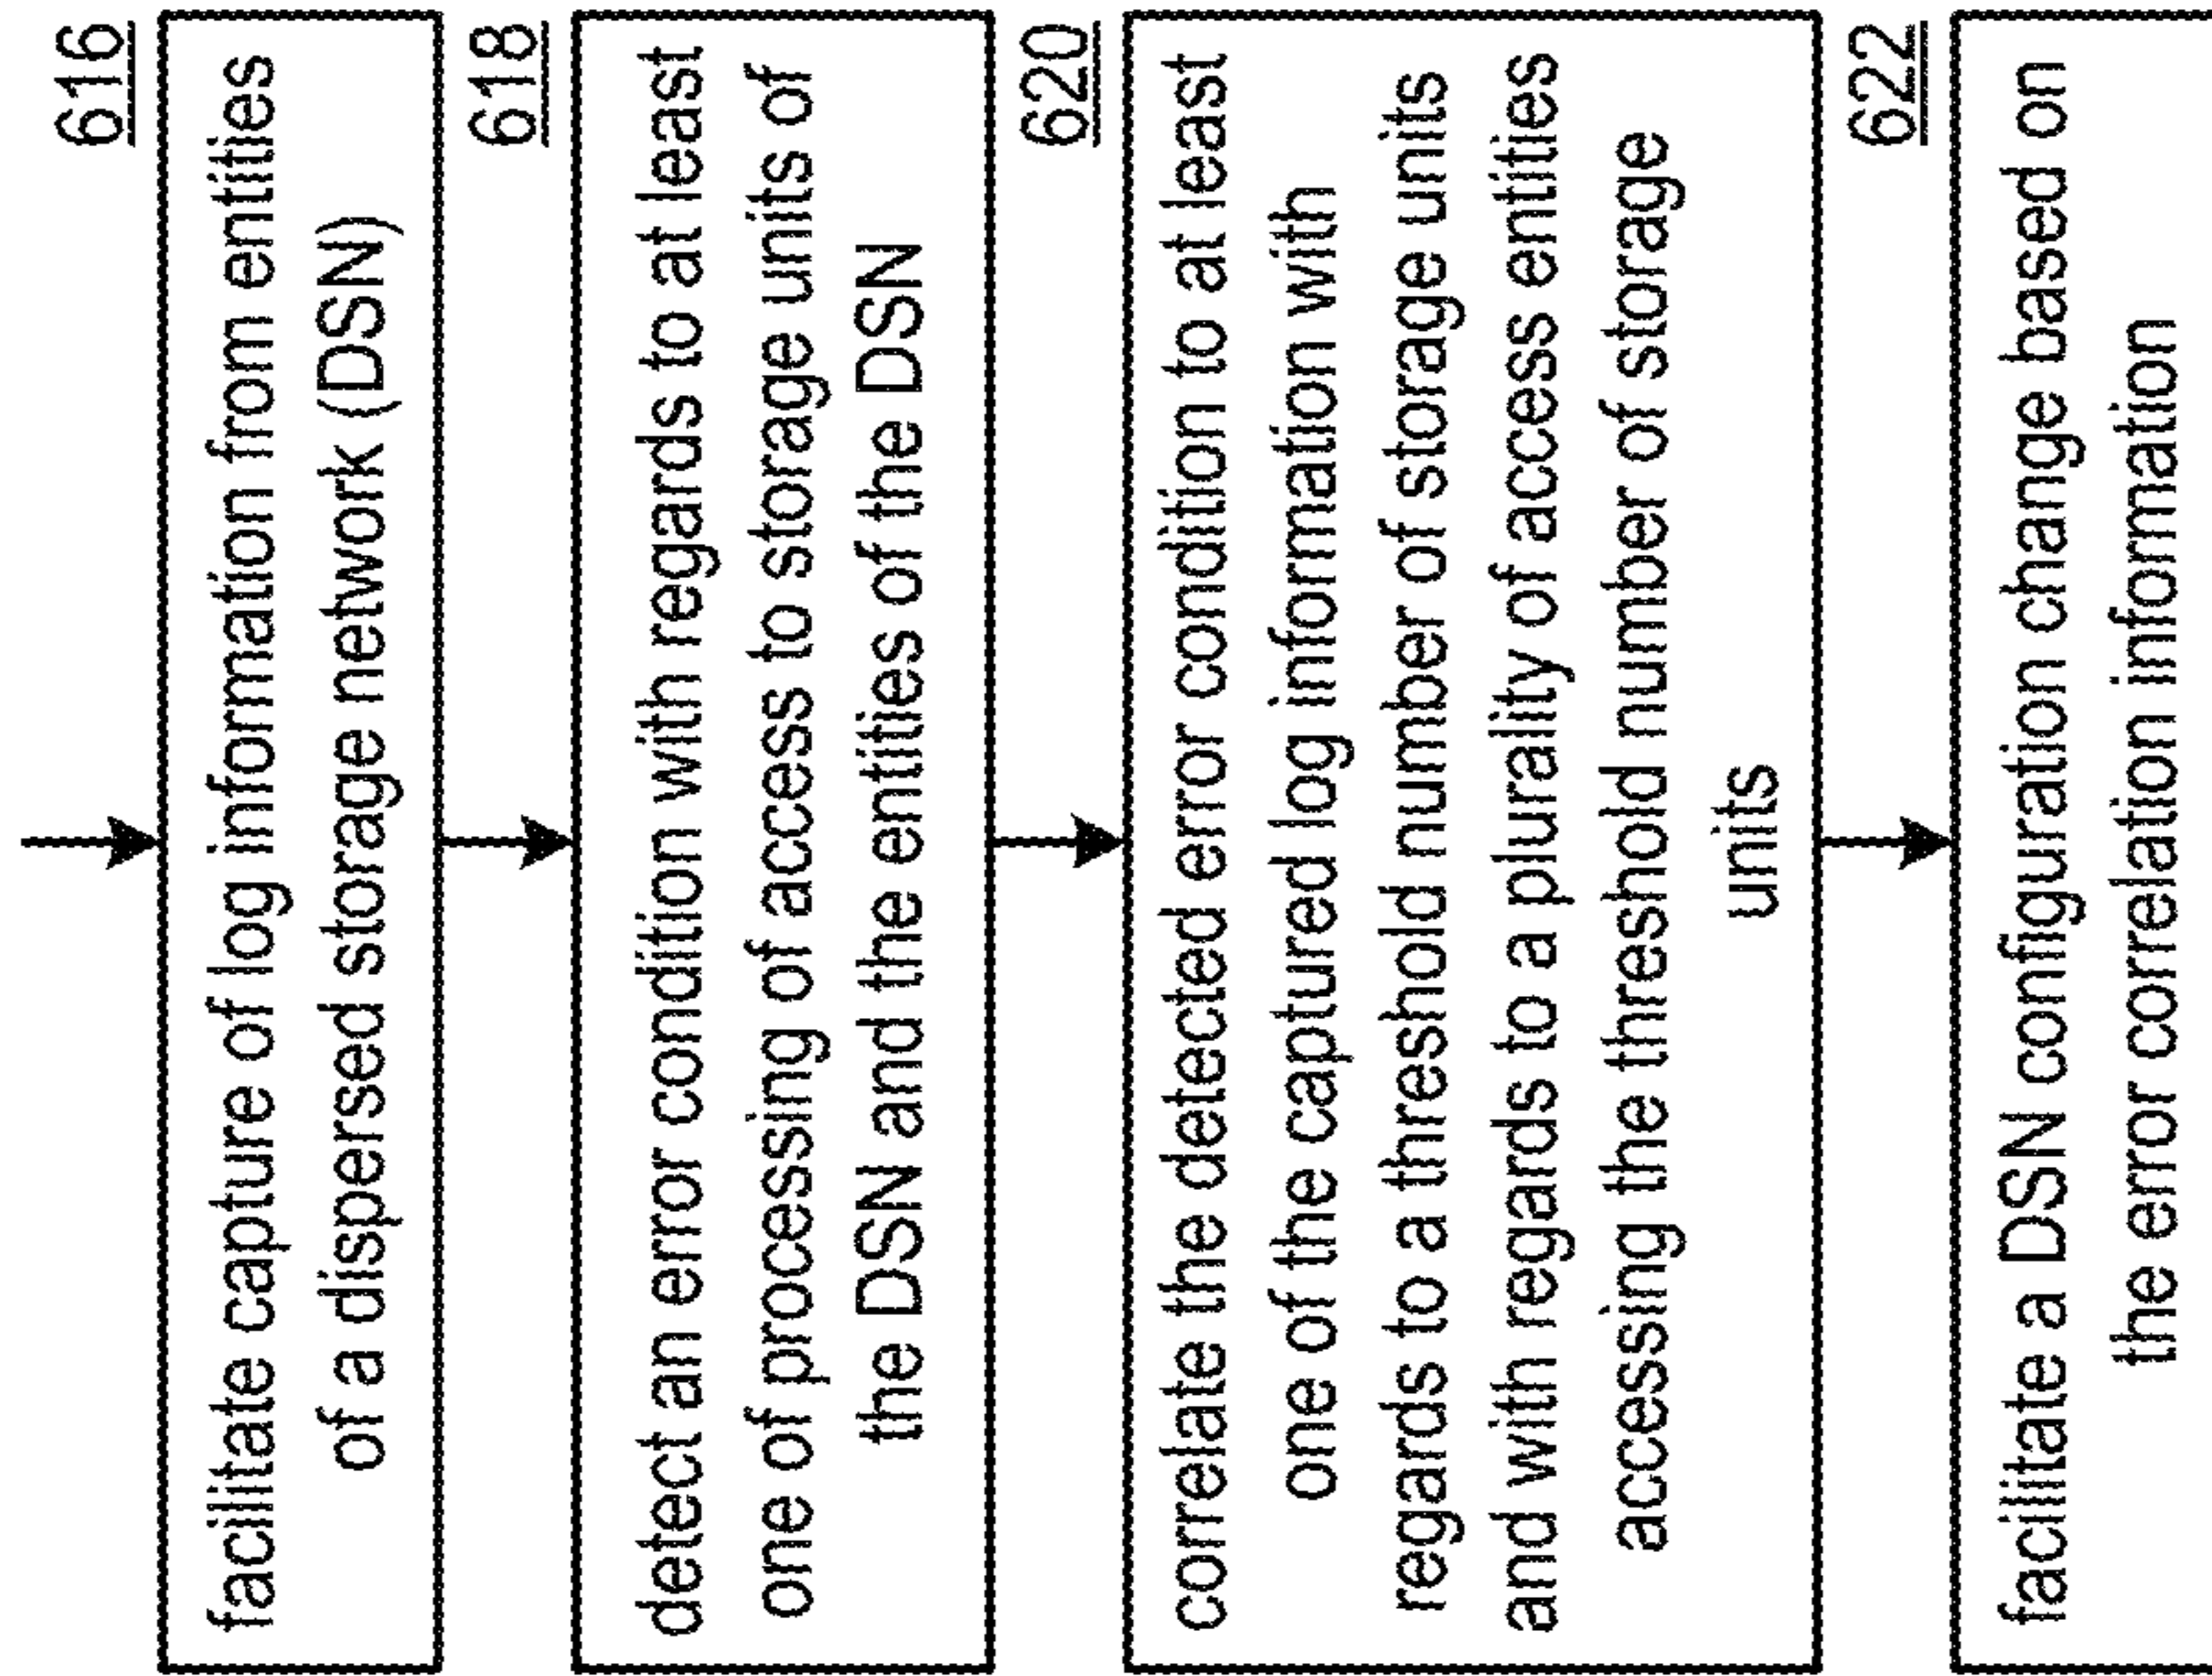 616
facilitate capture of log information from entities
of a dispersed storage network (DSN)
618
detect an error condition with regards to at least
one of processing of access to storage units of
the DSN and the entities of the DSN
620
correlate the detected error condition to at least
one of the captured log information with
regards to a threshold number of storage units
and with regards to a plurality of access entities
accessing the threshold number of storage
units
622
facilitate a DSN configuration change based on
the error correlation information